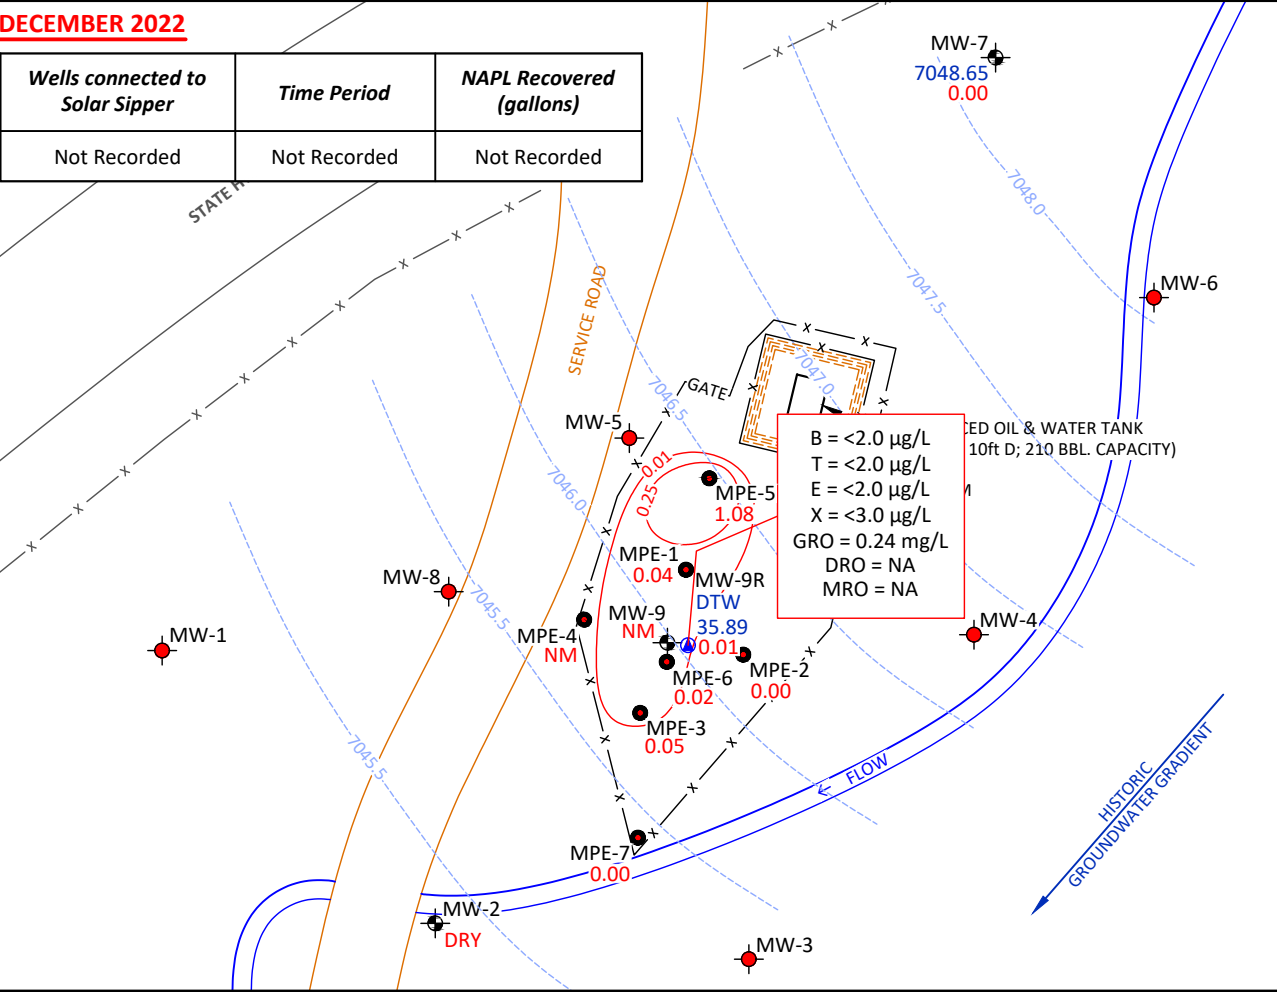 DECEMBER 2022
Wells connected to
Solar Sipper
Time Period
NAPL Recovered
(gallons)
Not Recorded
Not Recorded
Not Recorded
STATE H
SERVICE ROAD
MW-7
7048.65
0.00
7048.0
7047.5
7047.0
7046.5
7046.0
7045.5
7045.5
MW-6
GATE
MW-5
0.01
0.25
MPE-5
1.08
B = <2.0 µg/L
T = <2.0 µg/L
E = <2.0 µg/L
X = <3.0 µg/L
GRO = 0.24 mg/L
DRO = NA
MRO = NA
CED OIL & WATER TANK
10ft D; 210 BBL. CAPACITY)
M
MPE-1
0.04
MW-9R
DTW
35.89
0.01
MW-8
MW-1
MPE-4
NM
MW-9
NM
MPE-6
0.02
MPE-2
0.00
MW-4
MPE-3
0.05
FLOW
HISTORIC
GROUNDWATER GRADIENT
MPE-7
0.00
MW-2
DRY
MW-3
x x x x x x x x x x x x x x x x x x x x x x x x x x x x x x